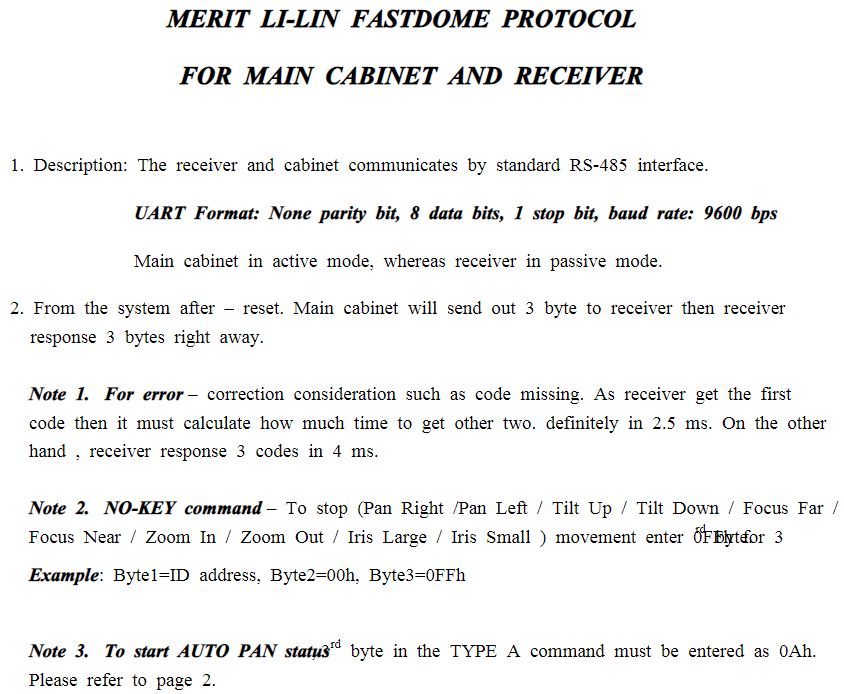 MERIT LI-LIN FASTDOME PROTOCOL
FOR MAIN CABINET AND RECEIVER
1. Description: The receiver and cabinet communicates by standard RS-485 interface.
UART Format: None parity bit, 8 data bits, 1 stop bit, baud rate: 9600 bps
Main cabinet in active mode, whereas receiver in passive mode.
2. From the system after – reset. Main cabinet will send out 3 byte to receiver then receiver
response 3 bytes right away.
Note 1. For error – correction consideration such as code missing. As receiver get the first
code then it must calculate how much time to get other two. definitely in 2.5 ms. On the other
hand , receiver response 3 codes in 4 ms.
Note 2. NO-KEY command – To stop (Pan Right /Pan Left / Tilt Up / Tilt Down / Focus Far /
Focus Near / Zoom In / Zoom Out / Iris Large / Iris Small ) movement enter 0FFh for 3rd byte
Example: Byte1=ID address, Byte2=00h, Byte3=0FFh
Note 3. To start AUTO PAN status, 3rd byte in the TYPE A command must be entered as 0Ah.
Please refer to page 2.